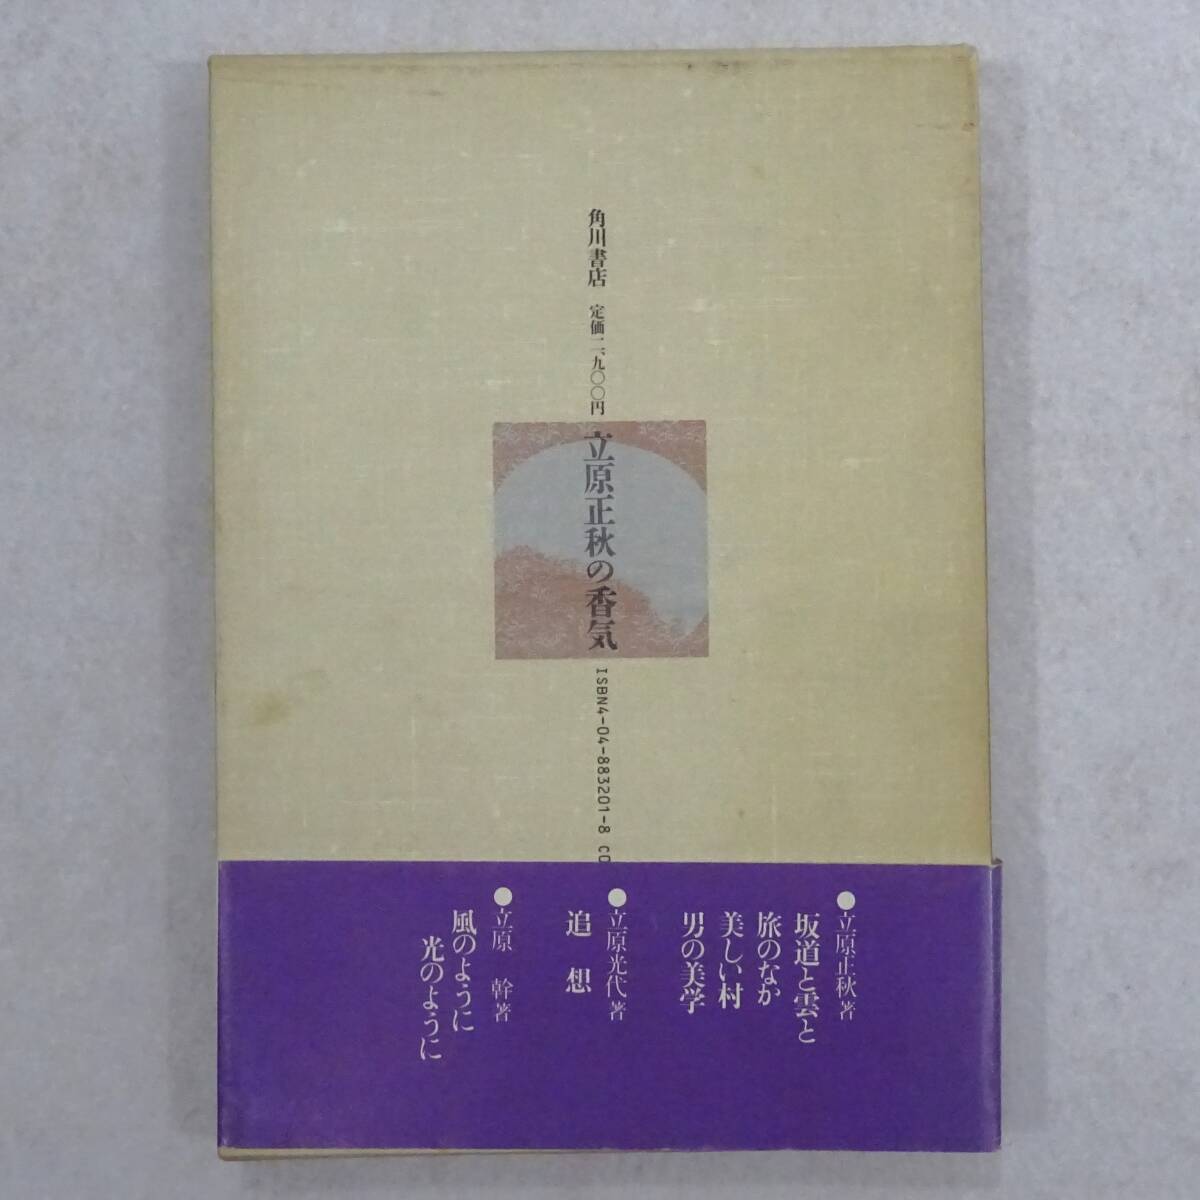 角川書店 定価二、九〇〇円
立原正秋の香気
ISBN4-04-883201-8 C0
●立原正秋著
坂道と雲と
旅のなか
美しい村
男の美学
●立原光代著
追想
●立原 幹著
風のように
光のように